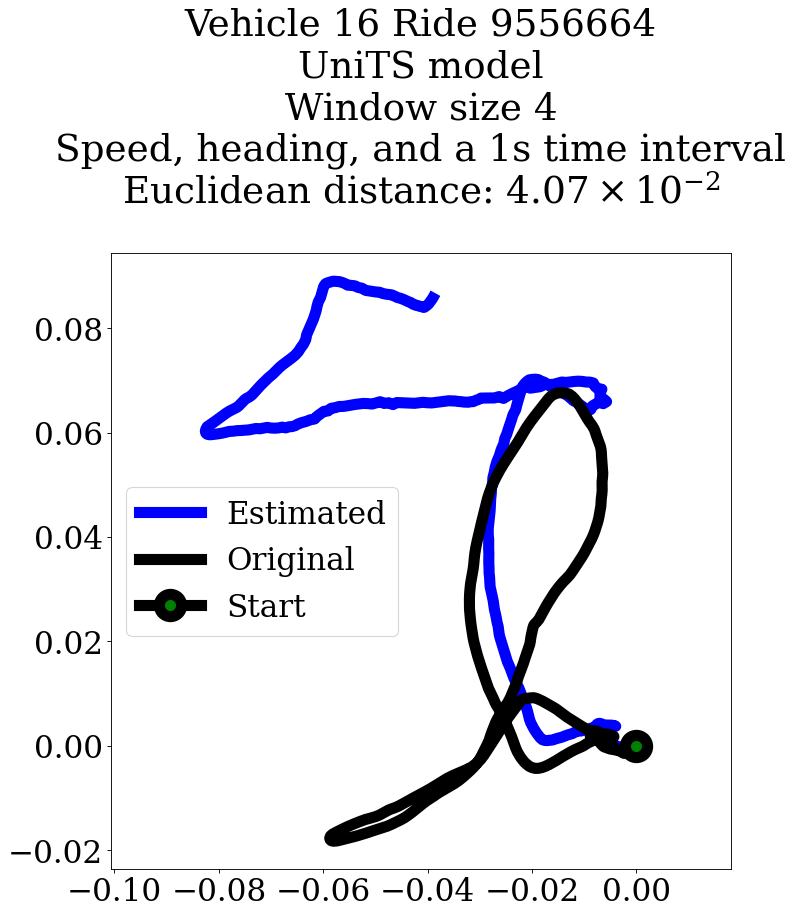 Vehicle 16 Ride 9556664
UniTS model
Window size 4
Speed, heading, and a 1s time interval
Euclidean distance: 4.07 × 10⁻²
0.08
0.06
0.04
0.02
0.00
−0.02
Estimated
Original
Start
−0.10 −0.08 −0.06 −0.04 −0.02 0.00